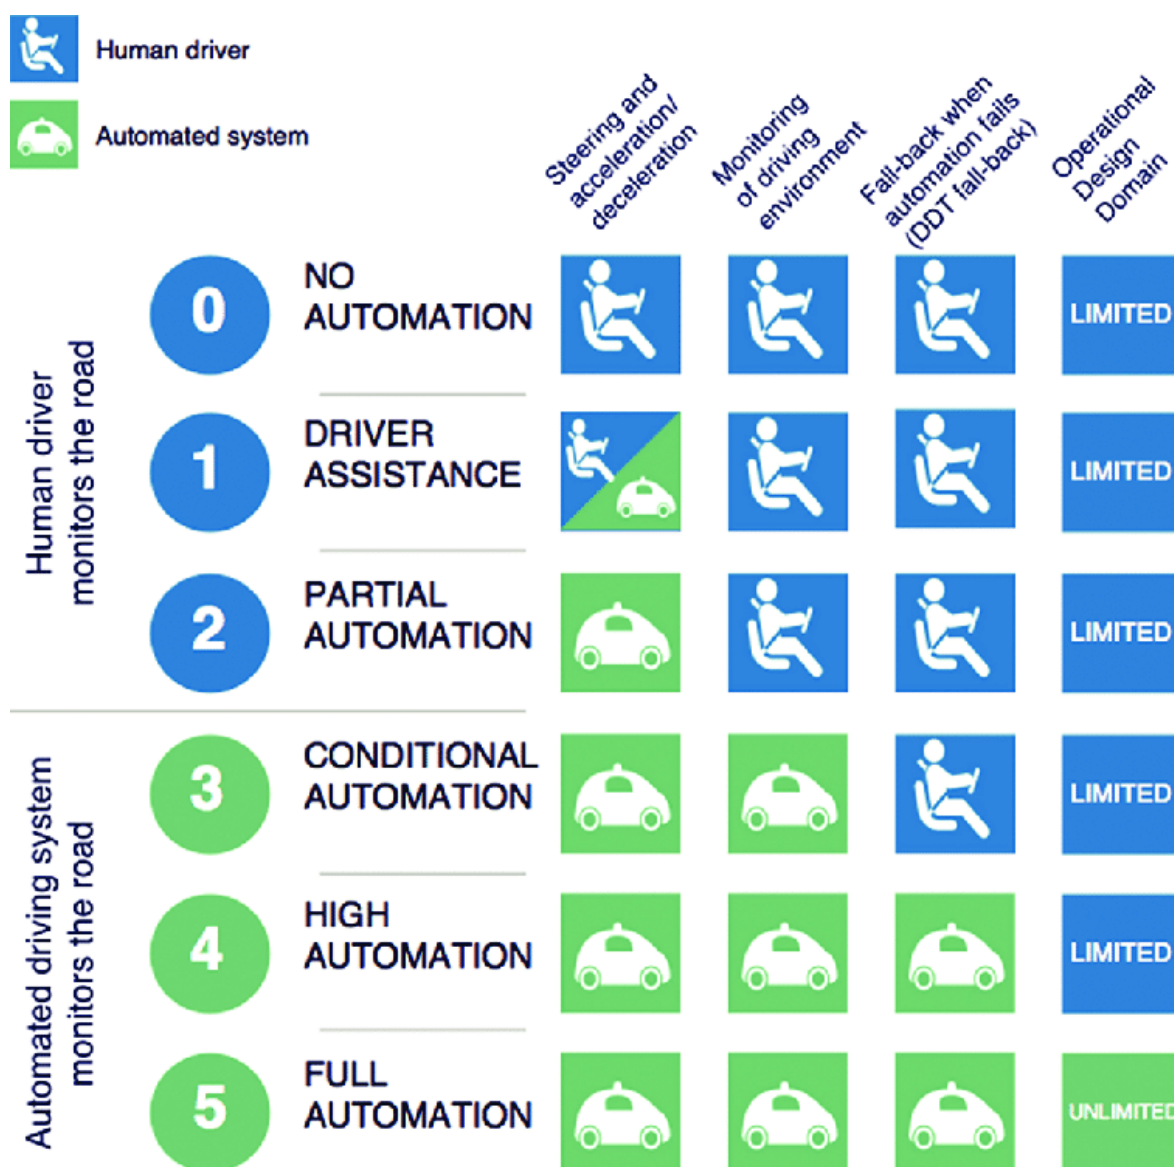 Human driver
Automated system
Steering and
acceleration/
deceleration
Monitoring
of driving
environment
Fall-back when
automation fails
(DDT fall-back)
Operational
Design
Domain
Human driver
monitors the road
0
NO
AUTOMATION
LIMITED
1
DRIVER
ASSISTANCE
LIMITED
2
PARTIAL
AUTOMATION
LIMITED
Automated driving system
monitors the road
3
CONDITIONAL
AUTOMATION
LIMITED
4
HIGH
AUTOMATION
LIMITED
5
FULL
AUTOMATION
UNLIMITED